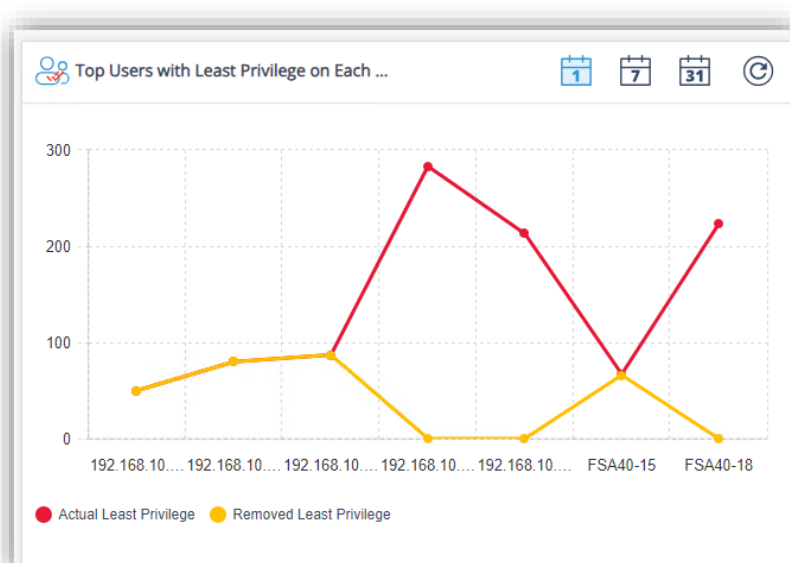 Top Users with Least Privilege on Each ...
1 7 31
300
200
100
0
192.168.10.... 192.168.10.... 192.168.10.... 192.168.10.... 192.168.10.... FSA40-15 FSA40-18
Actual Least Privilege Removed Least Privilege